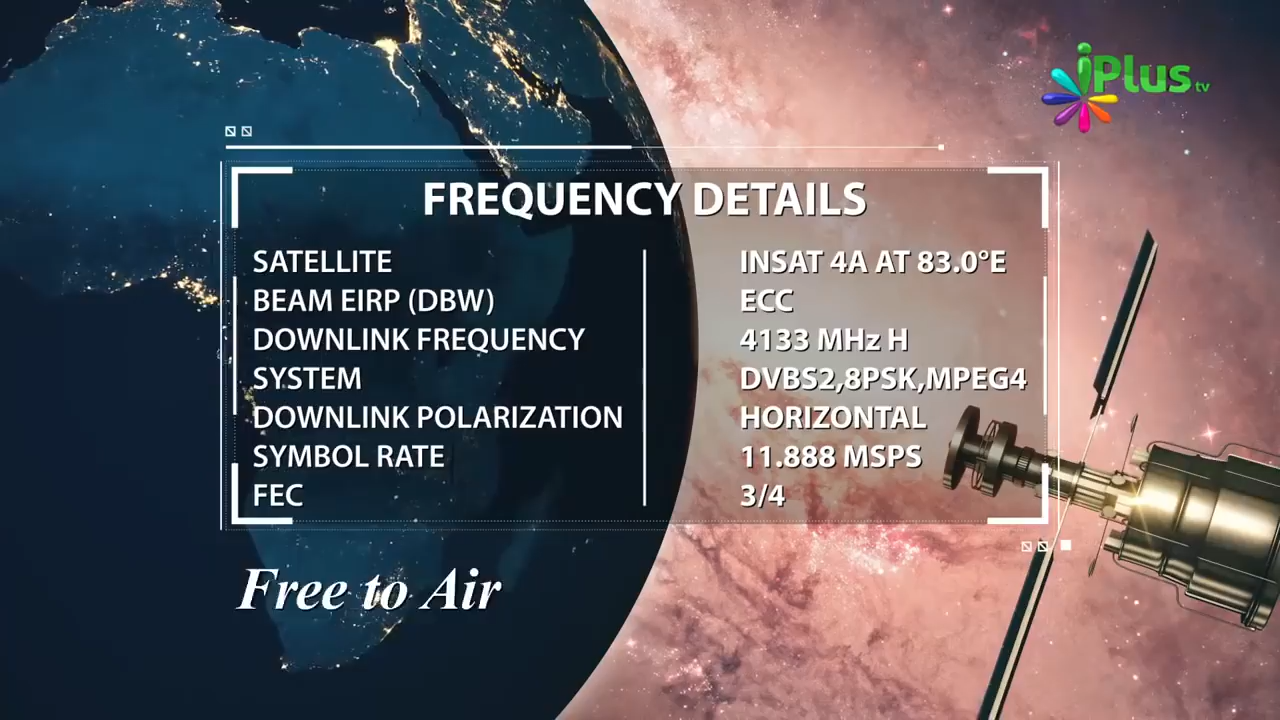 iPlus tv
FREQUENCY DETAILS
SATELLITE INSAT 4A AT 83.0°E
BEAM EIRP (DBW) ECC
DOWNLINK FREQUENCY 4133 MHz H
SYSTEM DVBS2,8PSK,MPEG4
DOWNLINK POLARIZATION HORIZONTAL
SYMBOL RATE 11.888 MSPS
FEC 3/4
Free to Air